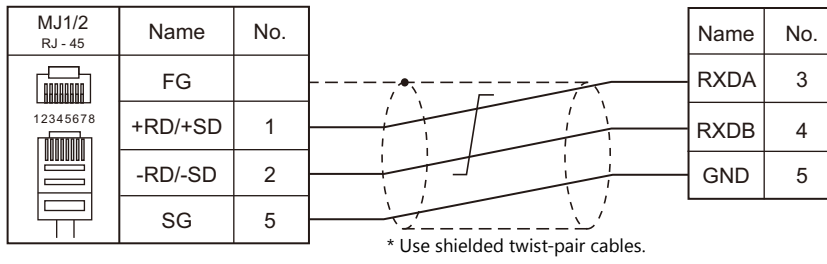 MJ1/2
RJ - 45
Name
No.
FG
12345678
+RD/+SD
1
-RD/-SD
2
SG
5
Name
No.
RXDA
3
RXDB
4
GND
5
* Use shielded twist-pair cables.